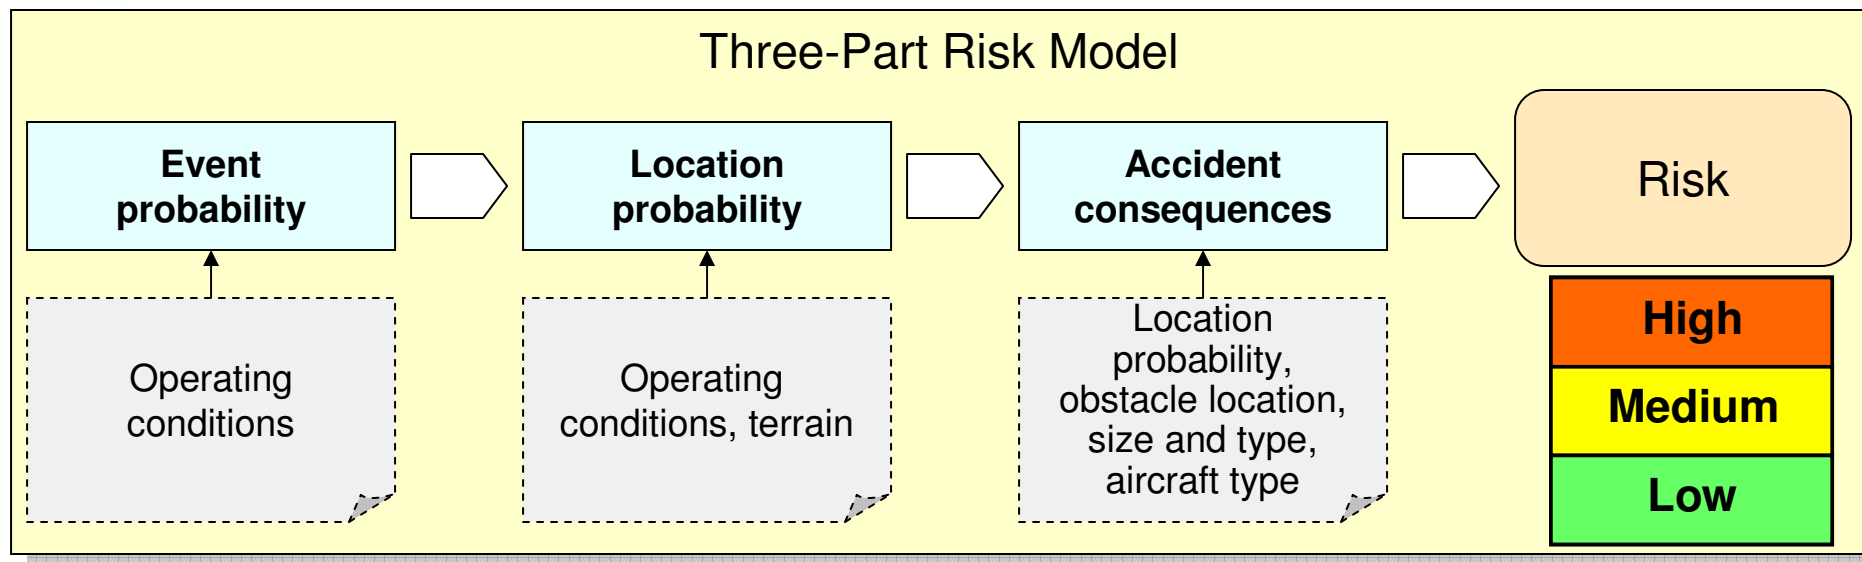 Three-Part Risk Model
Event
probability
Location
probability
Accident
consequences
Risk
Operating
conditions
Operating
conditions, terrain
Location
probability,
obstacle location,
size and type,
aircraft type
High
Medium
Low